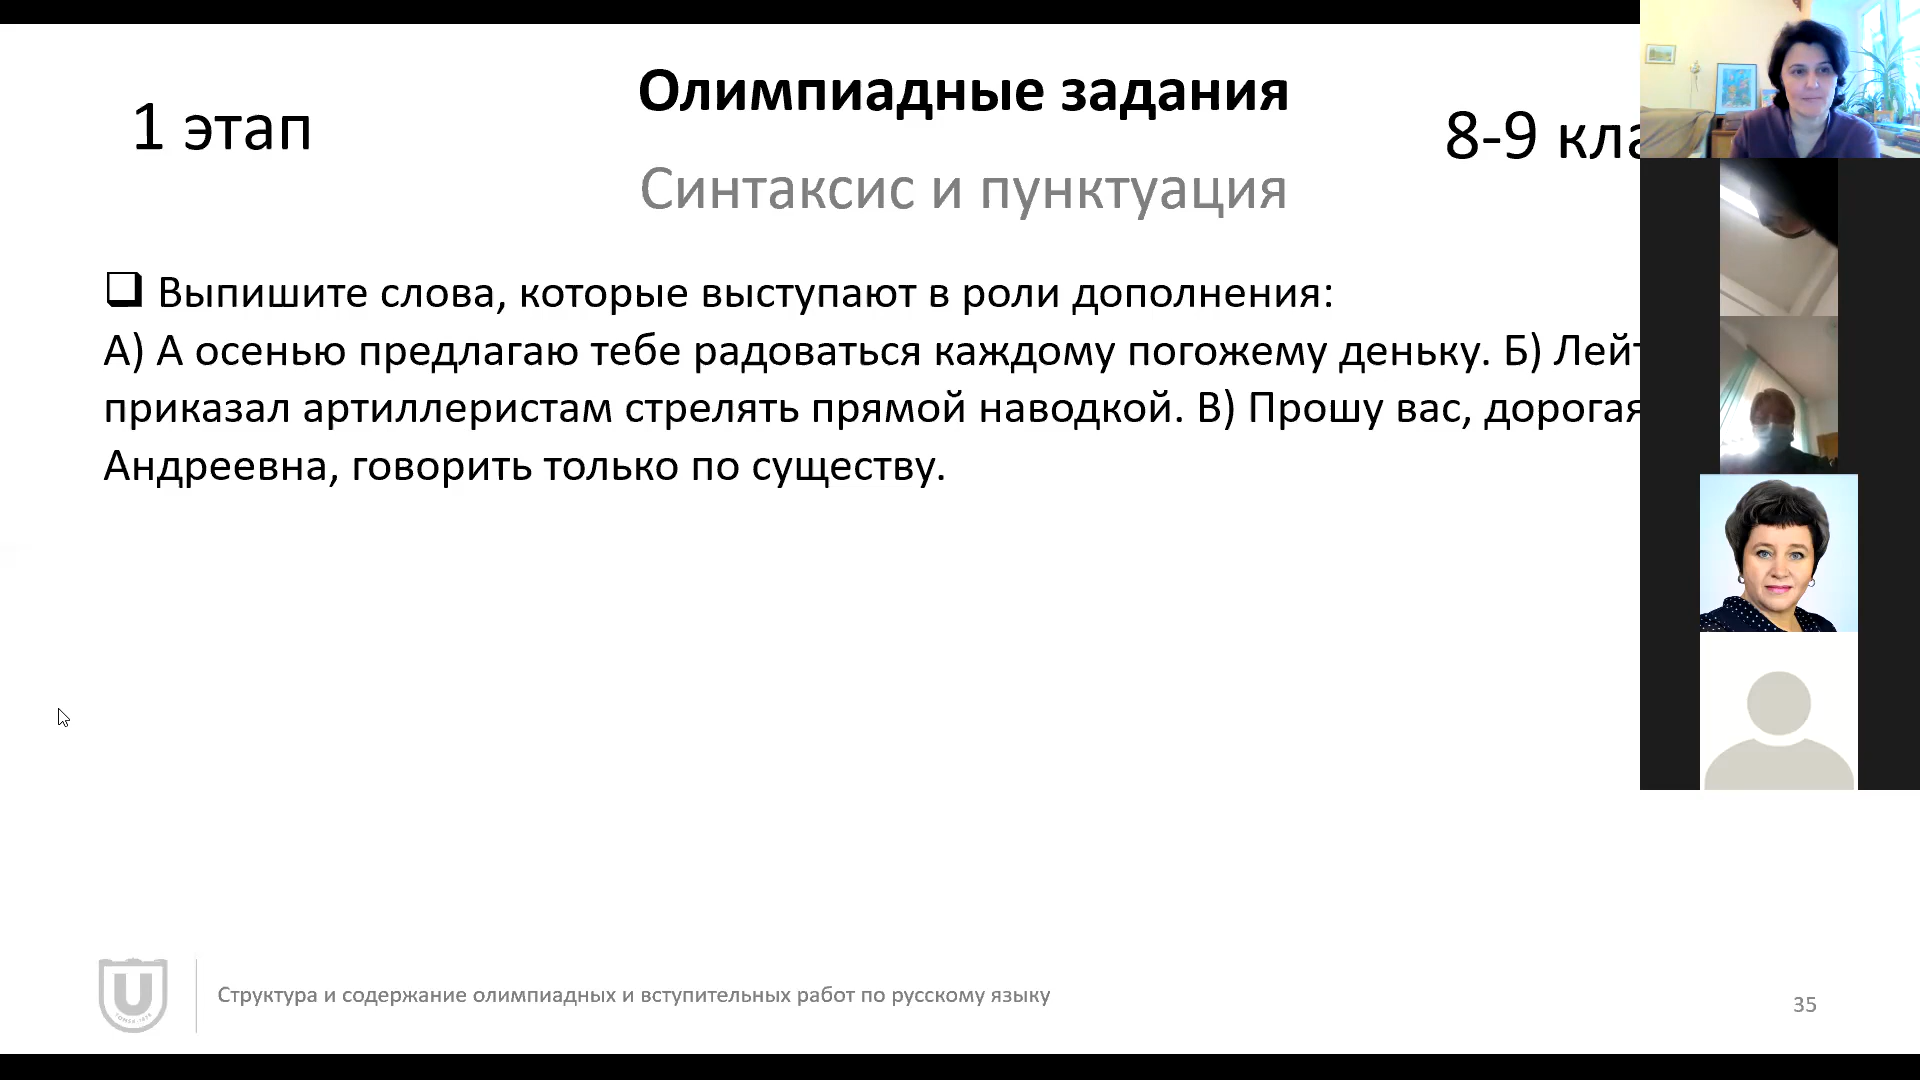 1 этап
Олимпиадные задания
8-9 кла
Синтаксис и пунктуация
Выпишите слова, которые выступают в роли дополнения:
А) А осенью предлагаю тебе радоваться каждому погожему деньку. Б) Лейт
приказал артиллеристам стрелять прямой наводкой. В) Прошу вас, дорогая
Андреевна, говорить только по существу.
Структура и содержание олимпиадных и вступительных работ по русскому языку
35